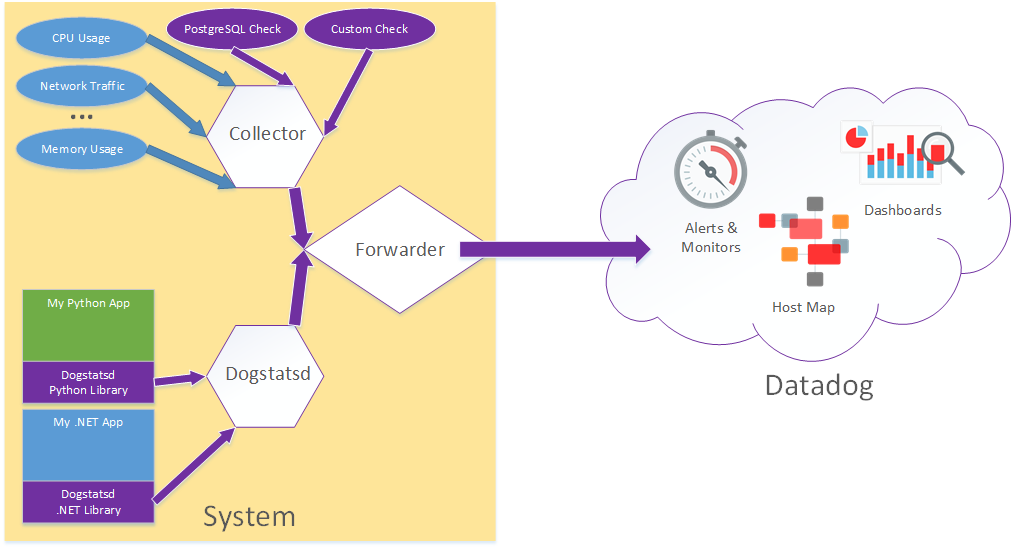 CPU Usage
PostgreSQL Check
Custom Check
Network Traffic
...
Memory Usage
Collector
Forwarder
My Python App
Dogstatsd
Python Library
Dogstatsd
My .NET App
Dogstatsd
.NET Library
System
Alerts &
Monitors
Dashboards
Host Map
Datadog